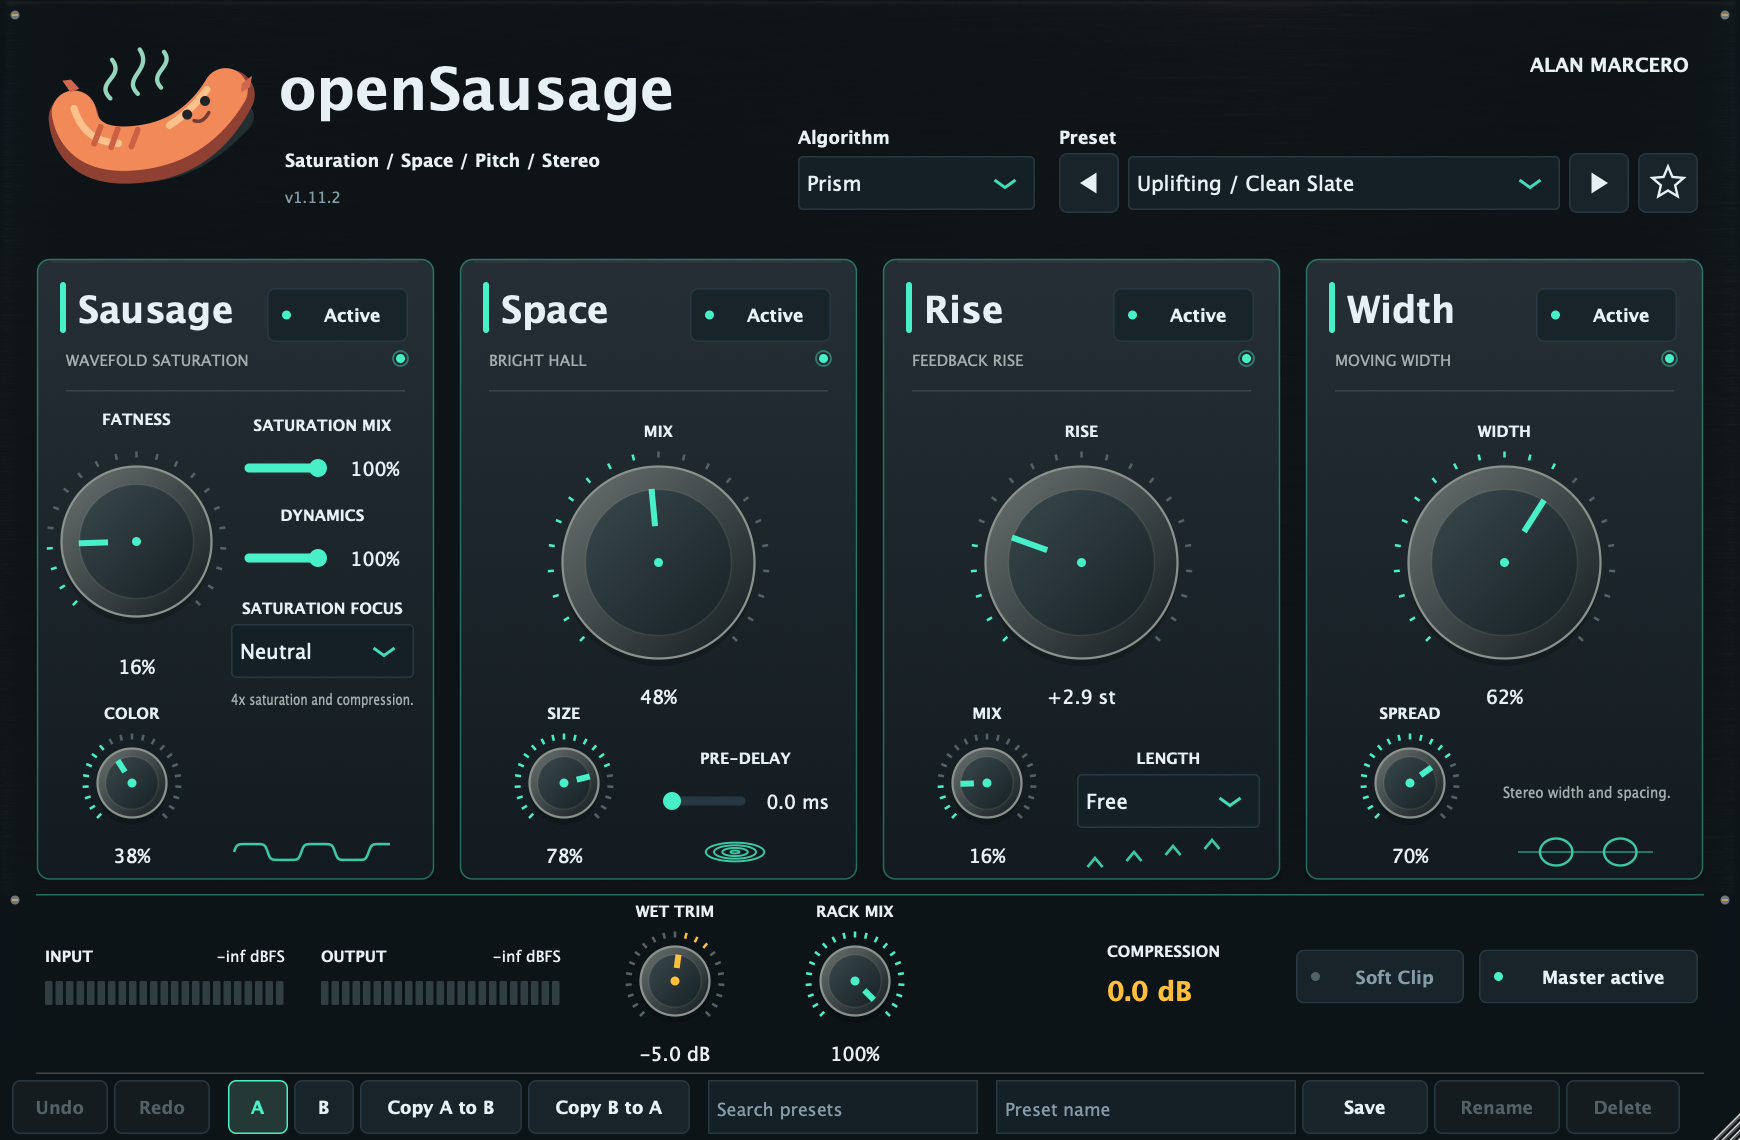 openSausage
ALAN MARCERO
Saturation / Space / Pitch / Stereo
v1.11.2
Algorithm
Prism
Preset
Uplifting / Clean Slate
Sausage
Active
WAVEFOLD SATURATION
FATNESS
16%
SATURATION MIX
100%
DYNAMICS
100%
SATURATION FOCUS
Neutral
4x saturation and compression.
COLOR
38%
Space
Active
BRIGHT HALL
MIX
48%
SIZE
78%
PRE-DELAY
0.0 ms
Rise
Active
FEEDBACK RISE
RISE
+2.9 st
MIX
16%
LENGTH
Free
Width
Active
MOVING WIDTH
WIDTH
62%
SPREAD
70%
Stereo width and spacing.
INPUT
-inf dBFS
OUTPUT
-inf dBFS
WET TRIM
-5.0 dB
RACK MIX
100%
COMPRESSION
0.0 dB
Soft Clip
Master active
Undo
Redo
A
B
Copy A to B
Copy B to A
Search presets
Preset name
Save
Rename
Delete